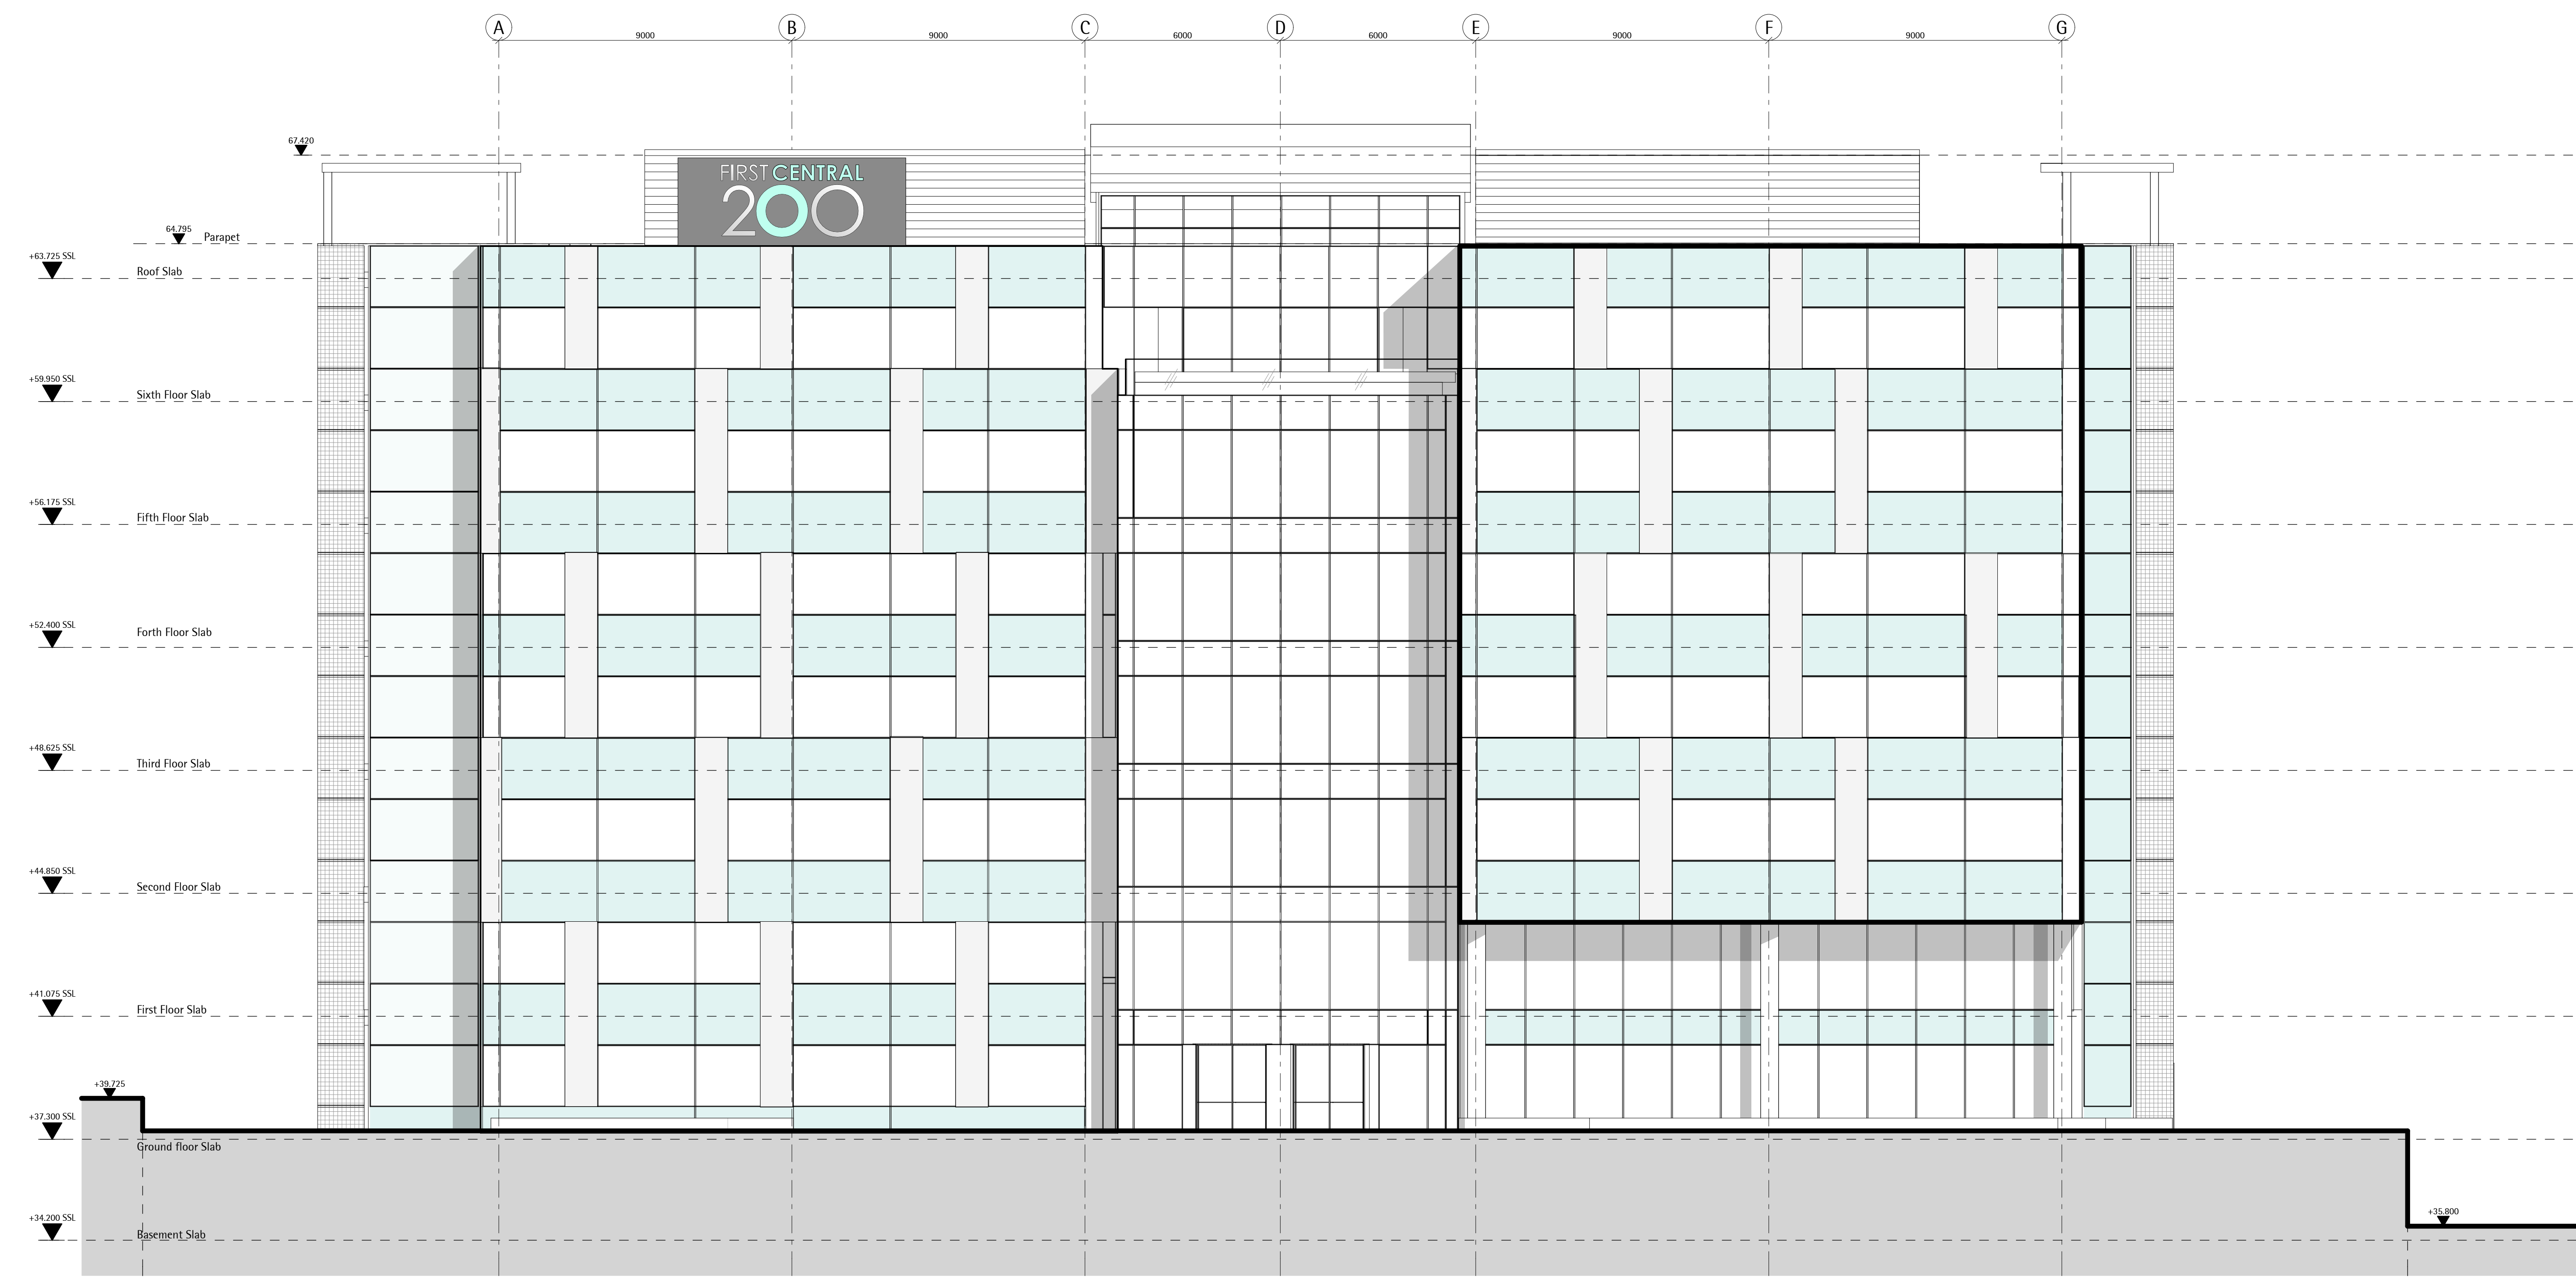 A B C D E F G
9000 9000 6000 6000 9000 9000
67.420
FIRST CENTRAL
200
64.795 Parapet
+63.725 SSL Roof Slab
+59.950 SSL Sixth Floor Slab
+56.175 SSL Fifth Floor Slab
+52.400 SSL Forth Floor Slab
+48.625 SSL Third Floor Slab
+44.850 SSL Second Floor Slab
+41.075 SSL First Floor Slab
+39.725
+37.300 SSL Ground floor Slab
+34.200 SSL Basement Slab
+35.800